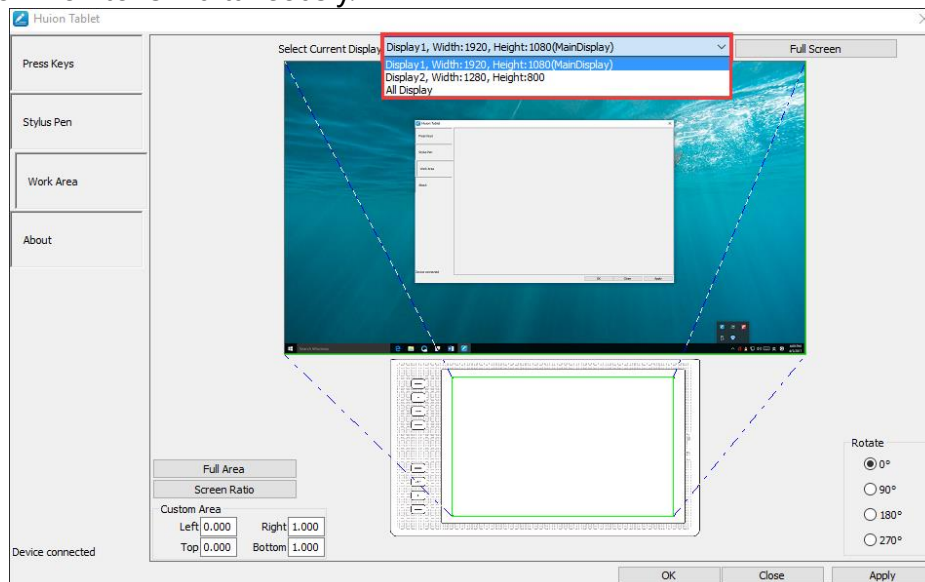 Huion Tablet
Press Keys
Stylus Pen
Work Area
About
Device connected
Select Current Display
Display1, Width:1920, Height:1080(MainDisplay)
Full Screen
Display1, Width:1920, Height:1080(MainDisplay)
Display2, Width:1280, Height:800
All Display
Full Area
Screen Ratio
Custom Area
Left 0.000 Right 1.000
Top 0.000 Bottom 1.000
Rotate
0°
90°
180°
270°
OK Close Apply